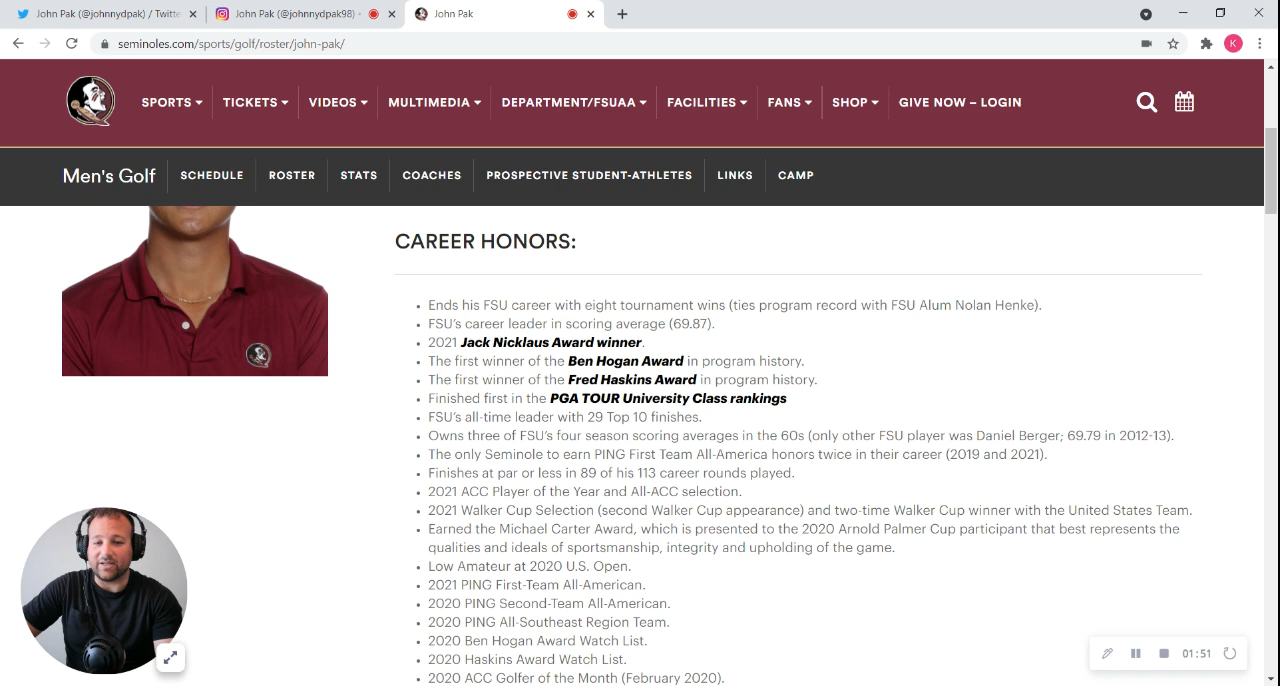 John Pak (@johnnydpak) / Twitte
John Pak (@johnnydpak98)
John Pak
seminoles.com/sports/golf/roster/john-pak/
K
SPORTS
TICKETS
VIDEOS
MULTIMEDIA
DEPARTMENT/FSUAA
FACILITIES
FANS
SHOP
GIVE NOW – LOGIN
Men's Golf
SCHEDULE
ROSTER
STATS
COACHES
PROSPECTIVE STUDENT-ATHLETES
LINKS
CAMP
CAREER HONORS:
• Ends his FSU career with eight tournament wins (ties program record with FSU Alum Nolan Henke).
• FSU's career leader in scoring average (69.87).
• 2021 Jack Nicklaus Award winner.
• The first winner of the Ben Hogan Award in program history.
• The first winner of the Fred Haskins Award in program history.
• Finished first in the PGA TOUR University Class rankings
• FSU's all-time leader with 29 Top 10 finishes.
• Owns three of FSU's four season scoring averages in the 60s (only other FSU player was Daniel Berger; 69.79 in 2012-13).
• The only Seminole to earn PING First Team All-America honors twice in their career (2019 and 2021).
• Finishes at par or less in 89 of his 113 career rounds played.
• 2021 ACC Player of the Year and All-ACC selection.
• 2021 Walker Cup Selection (second Walker Cup appearance) and two-time Walker Cup winner with the United States Team.
• Earned the Michael Carter Award, which is presented to the 2020 Arnold Palmer Cup participant that best represents the
qualities and ideals of sportsmanship, integrity and upholding of the game.
• Low Amateur at 2020 U.S. Open.
• 2021 PING First-Team All-American.
• 2020 PING Second-Team All-American.
• 2020 PING All-Southeast Region Team.
• 2020 Ben Hogan Award Watch List.
• 2020 Haskins Award Watch List.
• 2020 ACC Golfer of the Month (February 2020).
01:51